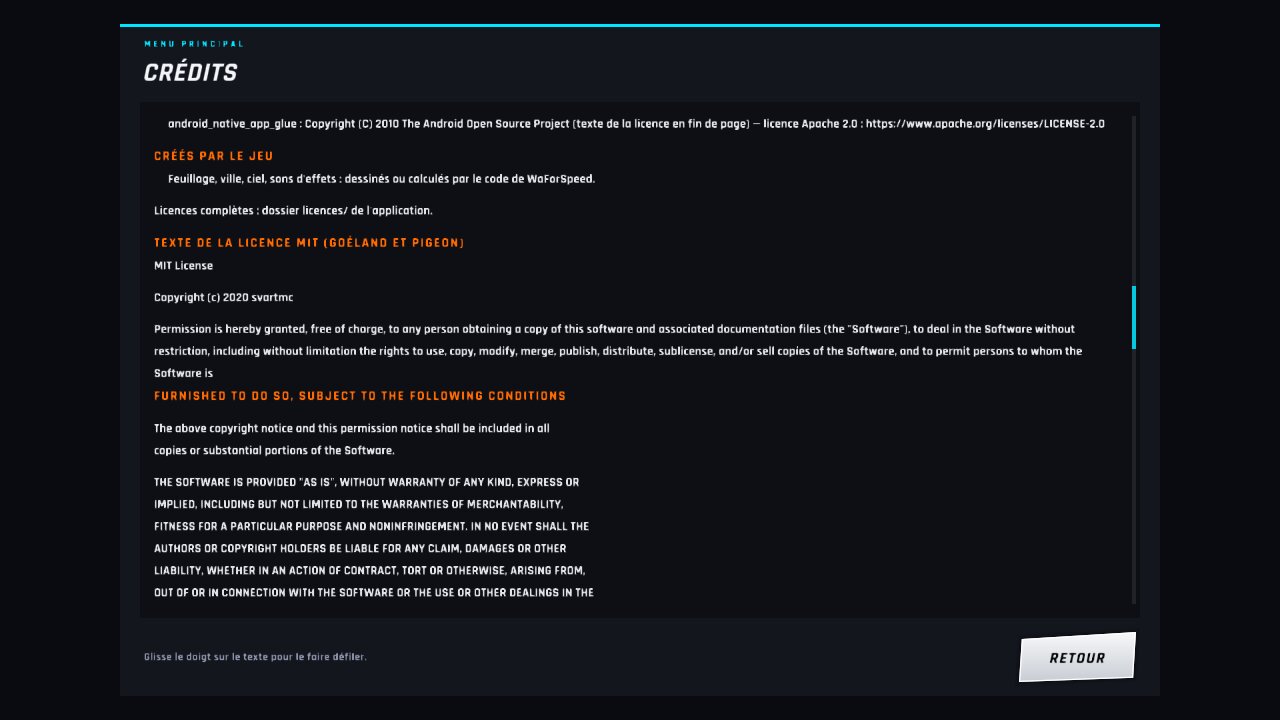 MENU PRINCIPAL
CRÉDITS
android_native_app_glue : Copyright (C) 2010 The Android Open Source Project (texte de la licence en fin de page) — licence Apache 2.0 : https://www.apache.org/licenses/LICENSE-2.0
CRÉÉS PAR LE JEU
Feuillage, ville, ciel, sons d'effets : dessinés ou calculés par le code de WaForSpeed.
Licences complètes : dossier licences/ de l'application.
TEXTE DE LA LICENCE MIT (GOÉLAND ET PIGEON)
MIT License
Copyright (c) 2020 svartmc
Permission is hereby granted, free of charge, to any person obtaining a copy of this software and associated documentation files (the "Software"), to deal in the Software without
restriction, including without limitation the rights to use, copy, modify, merge, publish, distribute, sublicense, and/or sell copies of the Software, and to permit persons to whom the
Software is
FURNISHED TO DO SO, SUBJECT TO THE FOLLOWING CONDITIONS
The above copyright notice and this permission notice shall be included in all
copies or substantial portions of the Software.
THE SOFTWARE IS PROVIDED "AS IS", WITHOUT WARRANTY OF ANY KIND, EXPRESS OR
IMPLIED, INCLUDING BUT NOT LIMITED TO THE WARRANTIES OF MERCHANTABILITY,
FITNESS FOR A PARTICULAR PURPOSE AND NONINFRINGEMENT. IN NO EVENT SHALL THE
AUTHORS OR COPYRIGHT HOLDERS BE LIABLE FOR ANY CLAIM, DAMAGES OR OTHER
LIABILITY, WHETHER IN AN ACTION OF CONTRACT, TORT OR OTHERWISE, ARISING FROM,
OUT OF OR IN CONNECTION WITH THE SOFTWARE OR THE USE OR OTHER DEALINGS IN THE
Glisse le doigt sur le texte pour le faire défiler.
RETOUR